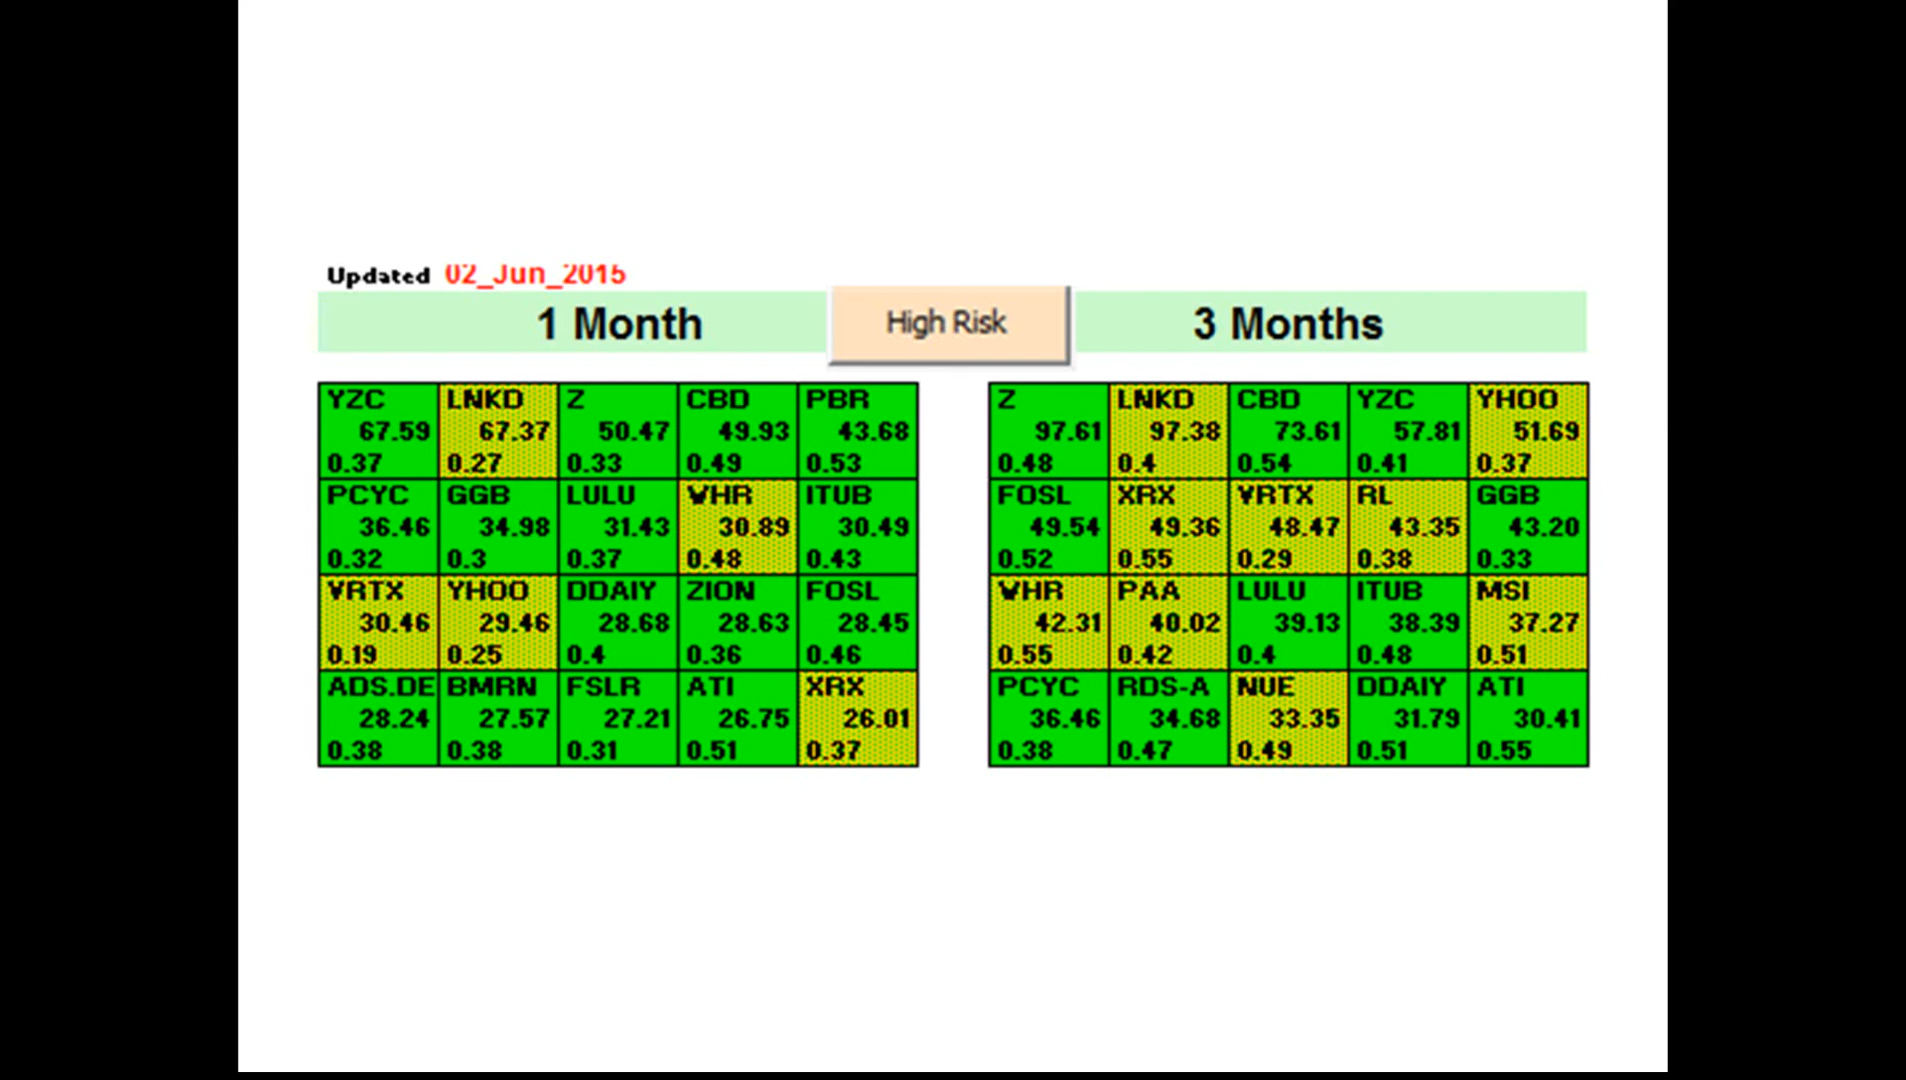 Updated 02_Jun_2015
1 Month High Risk 3 Months
YZC LNKD Z CBD PBR
67.59 67.37 50.47 49.93 43.68
0.37 0.27 0.33 0.49 0.53
PCYC GGB LULU WHR ITUB
36.46 34.98 31.43 30.89 30.49
0.32 0.3 0.37 0.48 0.43
VRTX YHOO DDAIY ZION FOSL
30.46 29.46 28.68 28.63 28.45
0.19 0.25 0.4 0.36 0.46
ADS.DE BMRN FSLR ATI XRX
28.24 27.57 27.21 26.75 26.01
0.38 0.38 0.31 0.51 0.37
Z LNKD CBD YZC YHOO
97.61 97.38 73.61 57.81 51.69
0.48 0.4 0.54 0.41 0.37
FOSL XRX VRTX RL GGB
49.54 49.36 48.47 43.35 43.20
0.52 0.55 0.29 0.38 0.33
WHR PAA LULU ITUB MSI
42.31 40.02 39.13 38.39 37.27
0.55 0.42 0.4 0.48 0.51
PCYC RDS-A NUE DDAIY ATI
36.46 34.68 33.35 31.79 30.41
0.38 0.47 0.49 0.51 0.55